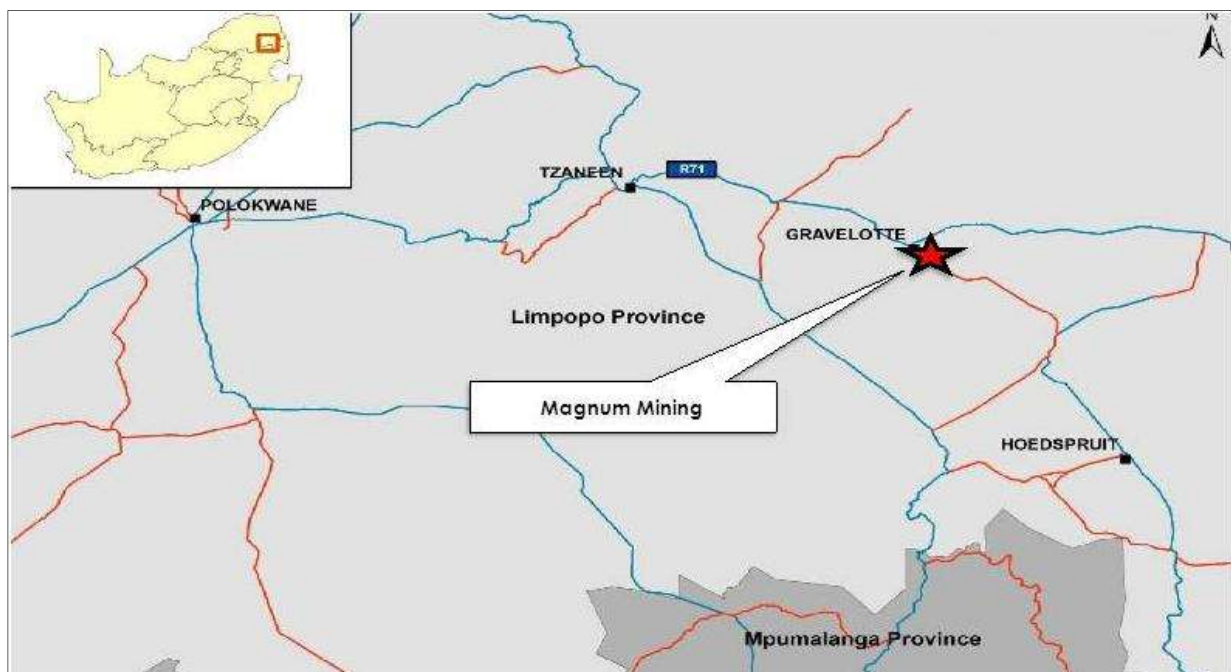 N
TZANEEN
R71
POLOKWANE
GRAVELOTTE
Limpopo Province
Magnum Mining
HOEDSPRUIT
Mpumalanga Province